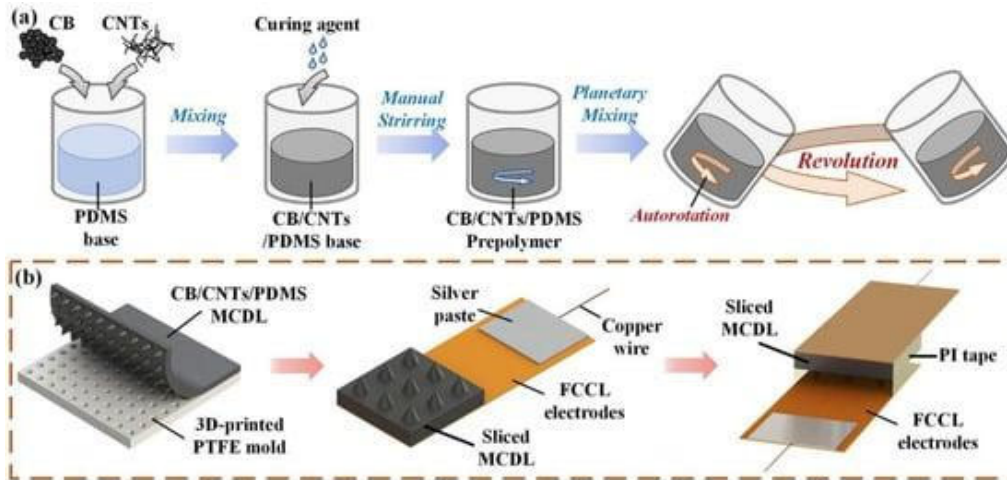 (a)
CB
CNTs
Curing agent
Mixing
Manual
Strirring
Planetary
Mixing
Revolution
Autorotation
PDMS
base
CB/CNTs
/PDMS base
CB/CNTs/PDMS
Prepolymer
(b)
CB/CNTs/PDMS
MCDL
3D-printed
PTFE mold
Silver
paste
Copper
wire
FCCL
electrodes
Sliced
MCDL
Sliced
MCDL
PI tape
FCCL
electrodes